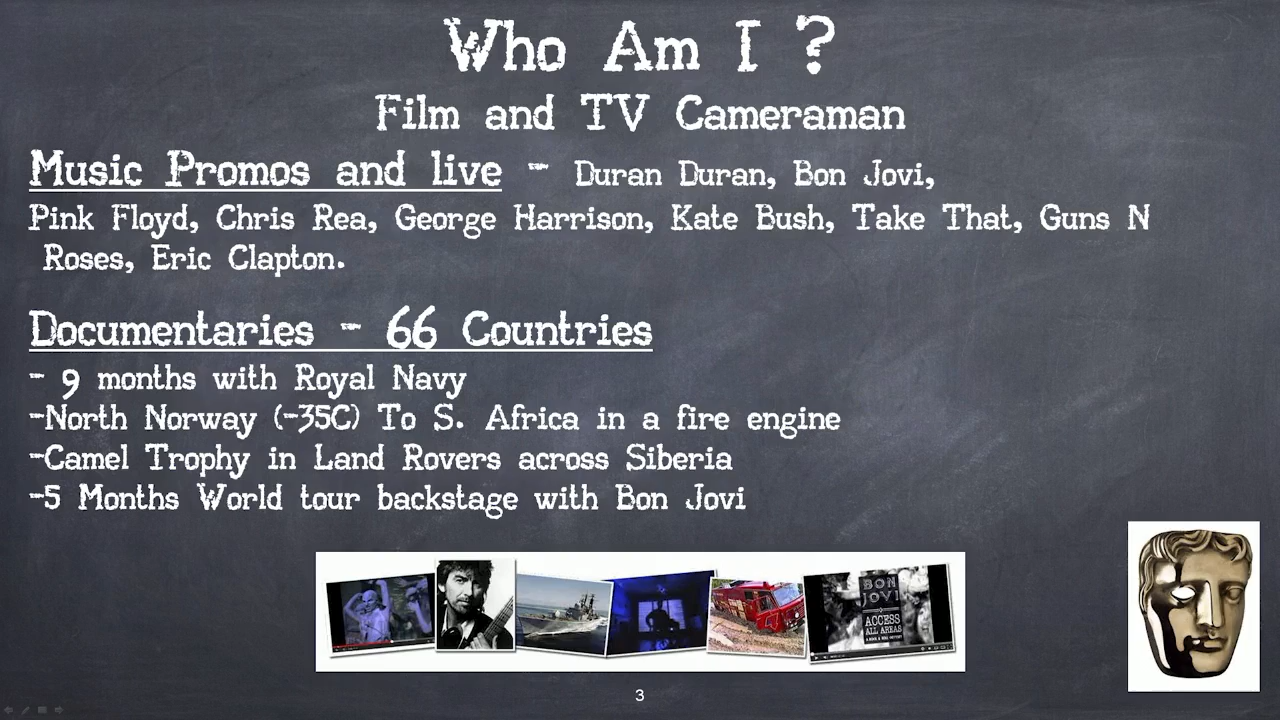 Who Am I ?
Film and TV Cameraman
Music Promos and live - Duran Duran, Bon Jovi,
Pink Floyd, Chris Rea, George Harrison, Kate Bush, Take That, Guns N
Roses, Eric Clapton.
Documentaries - 66 Countries
- 9 months with Royal Navy
-North Norway (-35C) To S. Africa in a fire engine
-Camel Trophy in Land Rovers across Siberia
-5 Months World tour backstage with Bon Jovi
BON
JOVI
ACCESS
ALL AREAS
3